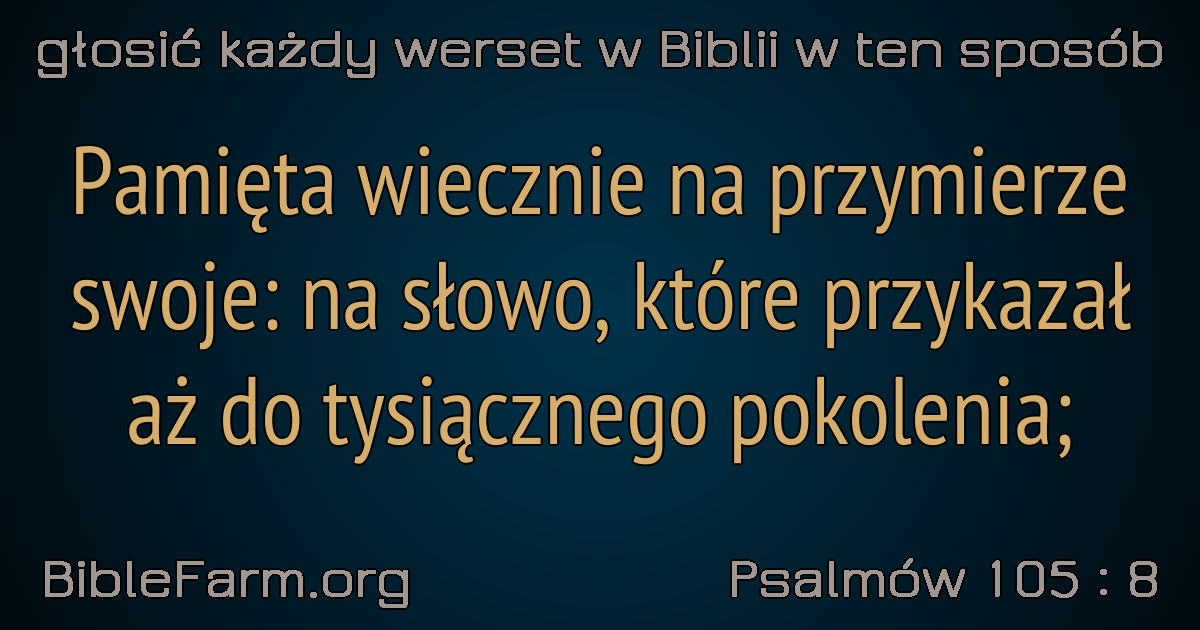 głosić każdy werset w Biblii w ten sposób
Pamięta wiecznie na przymierze
swoje: na słowo, które przykazał
aż do tysiącznego pokolenia;
BibleFarm.org
Psalmów 105 : 8